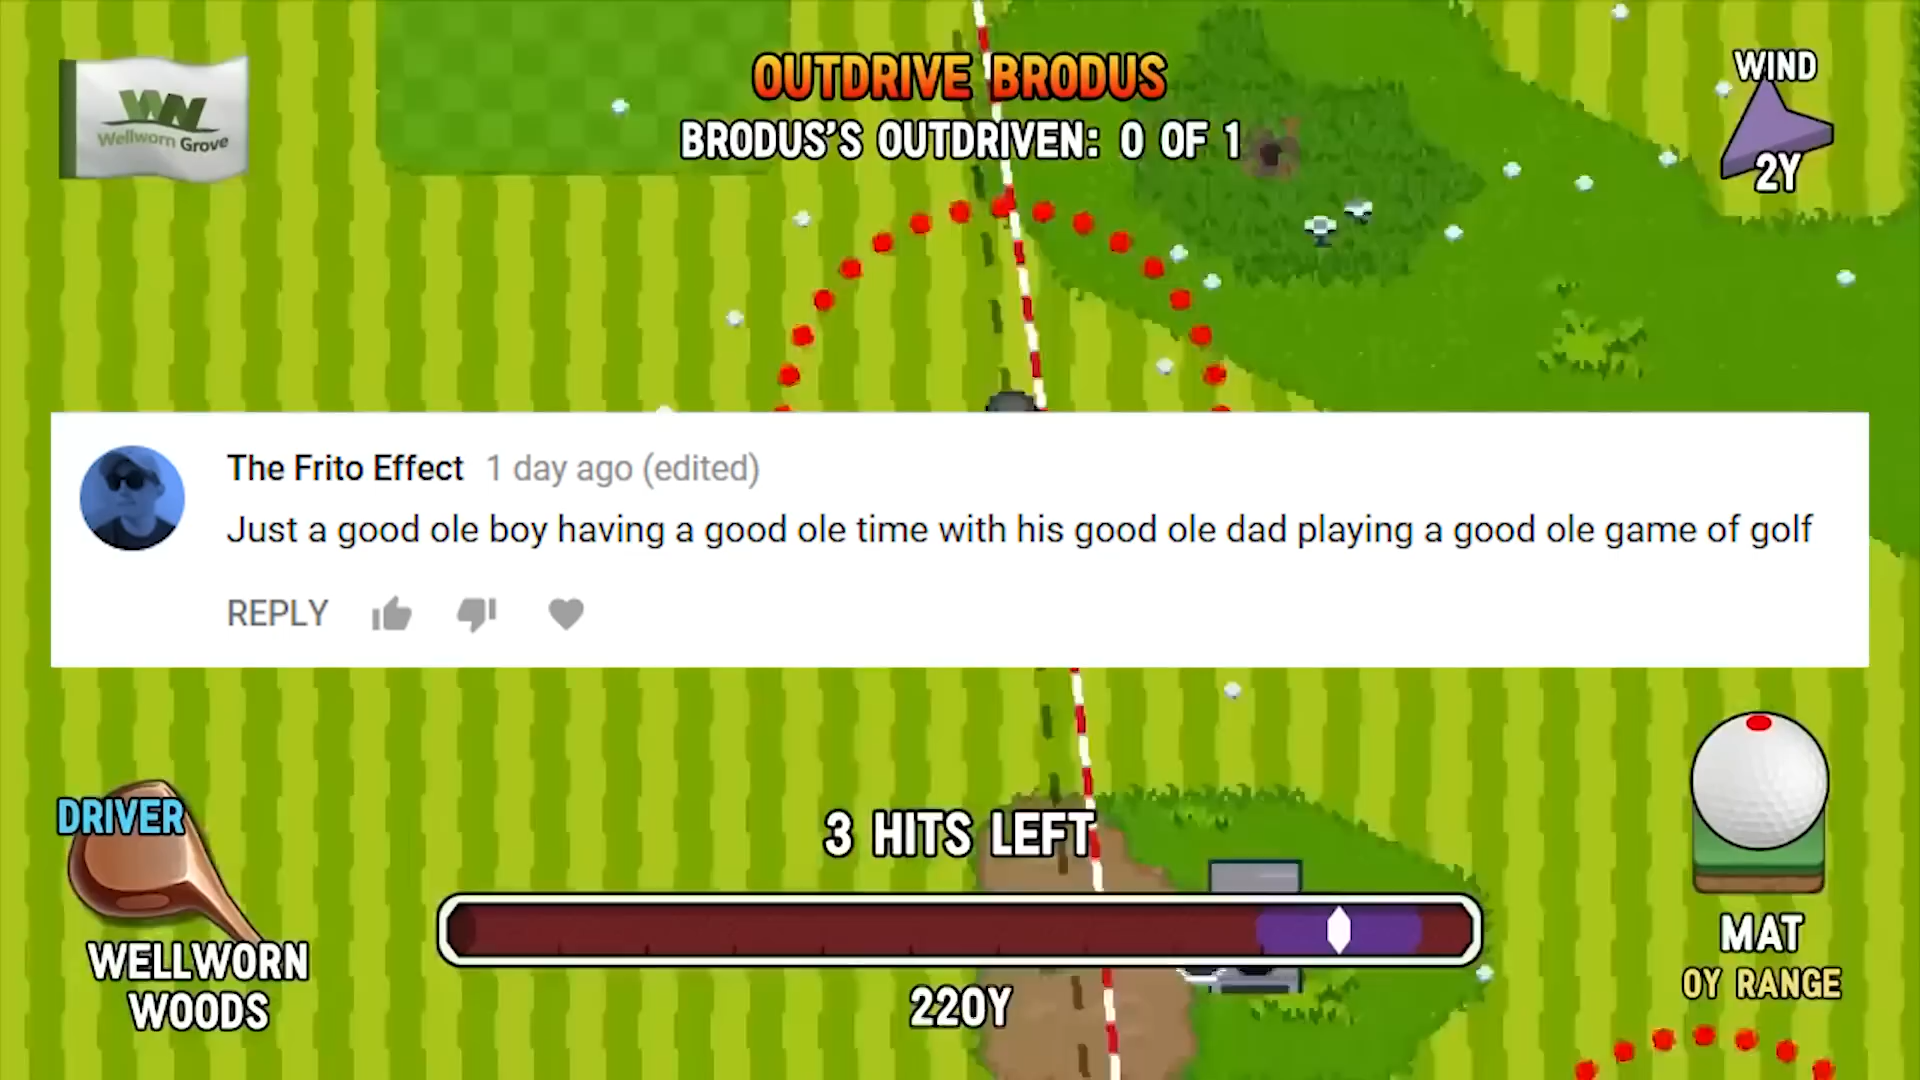 OUTDRIVE BRODUS
BRODUS'S OUTDRIVEN: 0 OF 1
WN
Wellworn Grove
WIND
2Y
The Frito Effect 1 day ago (edited)
Just a good ole boy having a good ole time with his good ole dad playing a good ole game of golf
REPLY
DRIVER
WELLWORN
WOODS
3 HITS LEFT
220Y
MAT
0Y RANGE